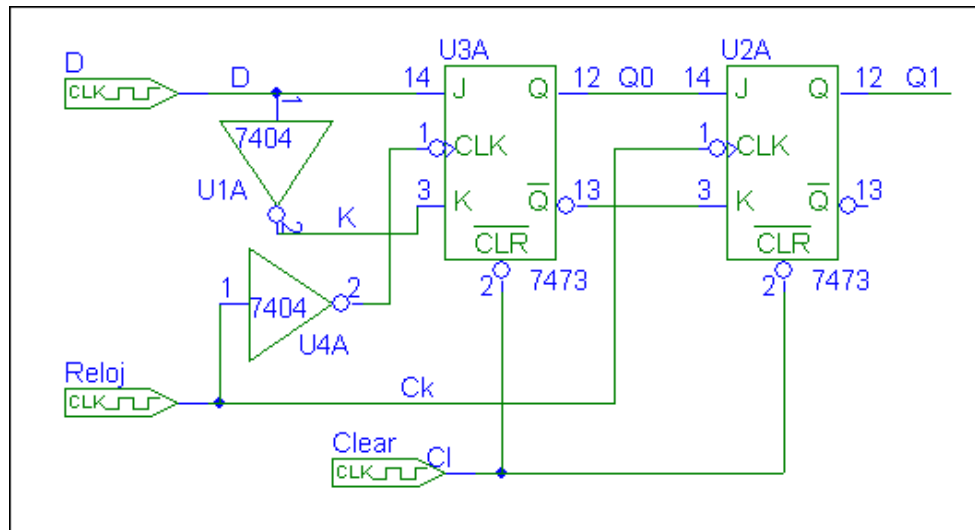 U3A
U2A
D
CLK
D
14
J
Q
12
Q0
14
J
Q
12
Q1
1
7404
1
CLK
1
CLK
U1A
3
K
Q
13
3
K
Q
13
2
K
CLR
CLR
1
7404
2
2
7473
2
7473
U4A
Reloj
CLK
Ck
Clear
CLK
Cl